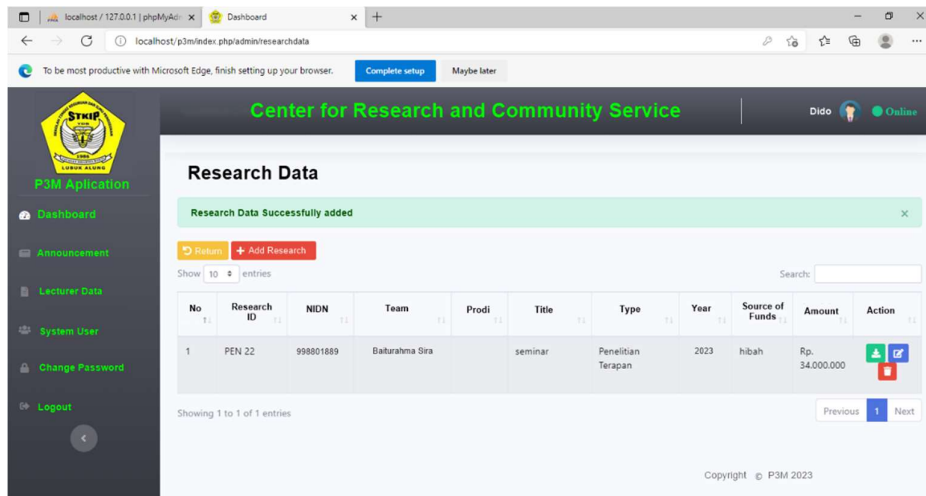 localhost / 127.0.0.1 | phpMyAd
Dashboard
localhost/p3m/index.php/admin/researchdata
To be most productive with Microsoft Edge, finish setting up your browser.
Complete setup
Maybe later
STKIP
LUBUK ALUNG
P3M Aplication
Center for Research and Community Service
Dido
Online
Dashboard
Announcement
Lecturer Data
System User
Change Password
Logout
Research Data
Research Data Successfully added
Return
+ Add Research
Show 10 entries
Search:
No Research ID NIDN Team Prodi Title Type Year Source of Funds Amount Action
1 PEN 22 998801889 Baiturahma Sira seminar Penelitian Terapan 2023 hibah Rp. 34.000.000
Showing 1 to 1 of 1 entries
Previous 1 Next
Copyright © P3M 2023